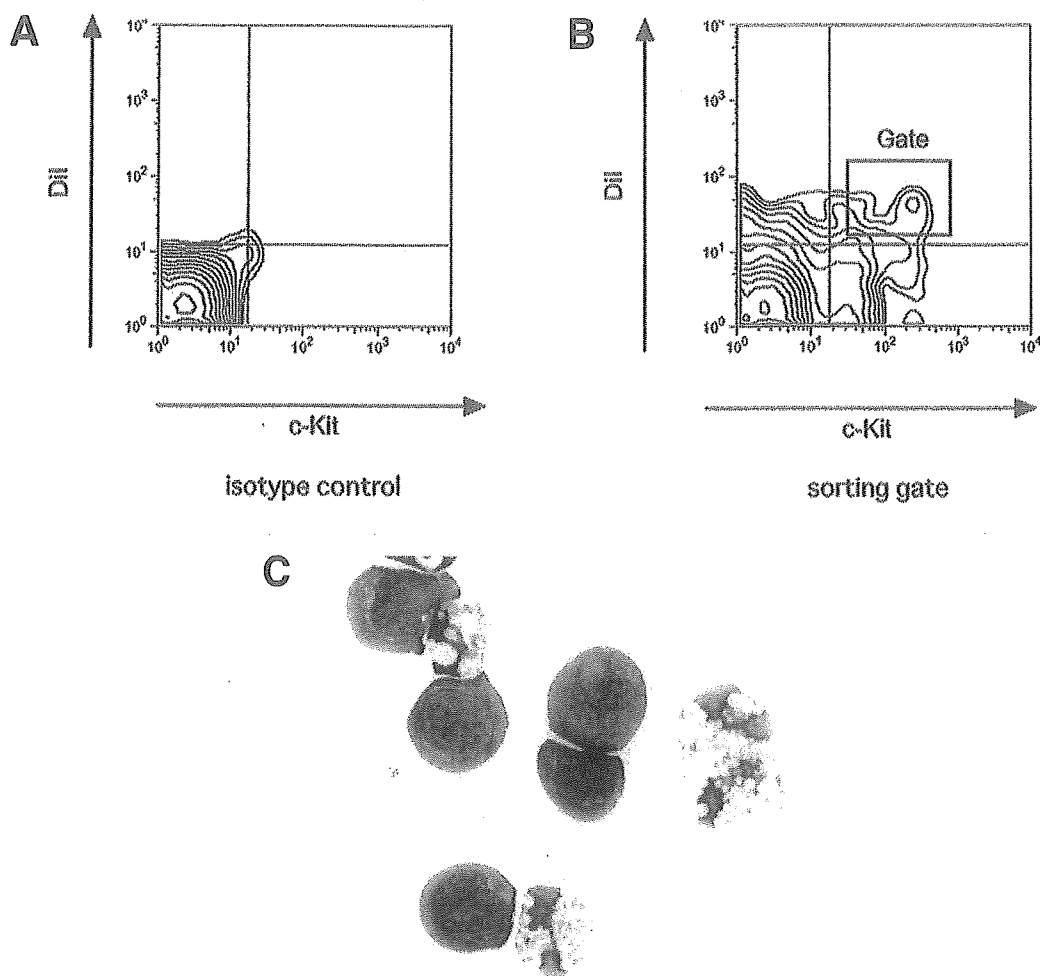 A
10⁴
10³
10²
10¹
10⁰
DiI
10⁰ 10¹ 10² 10³ 10⁴
c-Kit
isotype control
B
10⁴
10³
10²
10¹
10⁰
DiI
Gate
10⁰ 10¹ 10² 10³ 10⁴
c-Kit
sorting gate
C